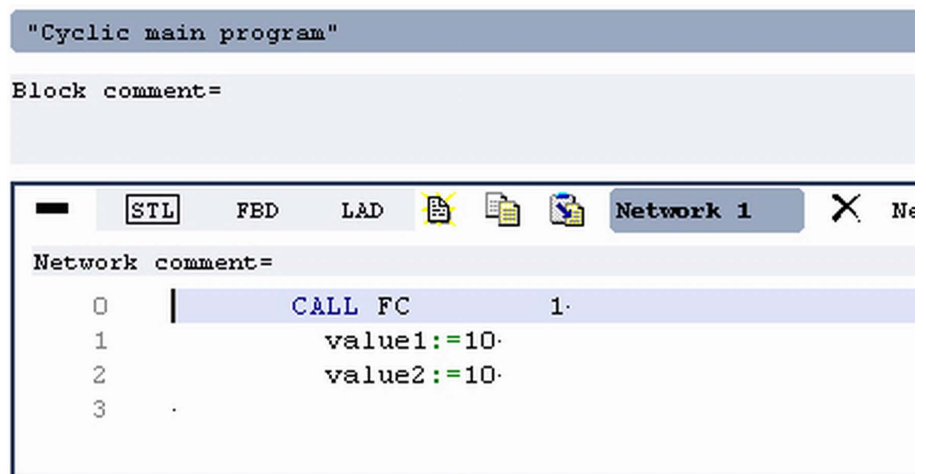 "Cyclic main program"
Block comment=
STL FBD LAD Network 1 Ne
Network comment=
0 CALL FC 1
1 value1:=10
2 value2:=10
3